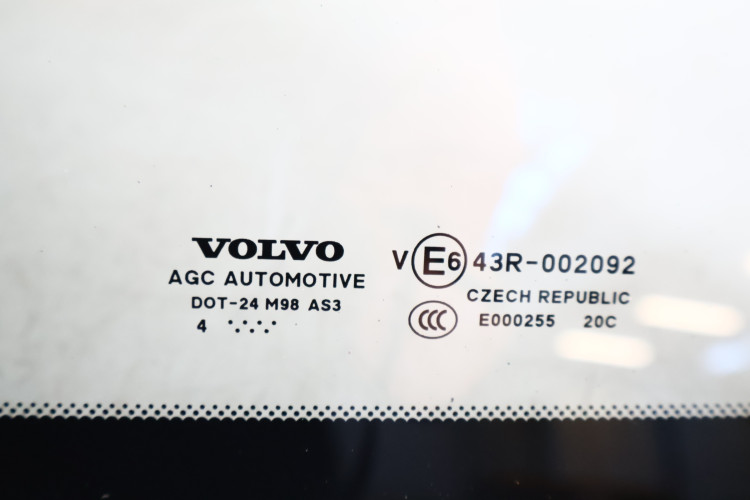 VOLVO
AGC AUTOMOTIVE
DOT-24 M98 AS3
4
V E6 43R-002092
CZECH REPUBLIC
CCC E000255 20C